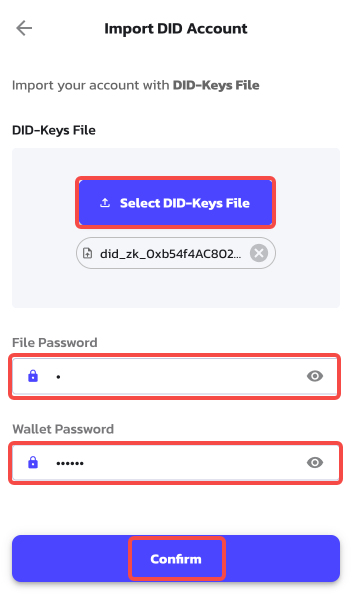 Import DID Account
Import your account with DID-Keys File
DID-Keys File
Select DID-Keys File
did_zk_0xb54f4AC802...
File Password
•
Wallet Password
••••••
Confirm